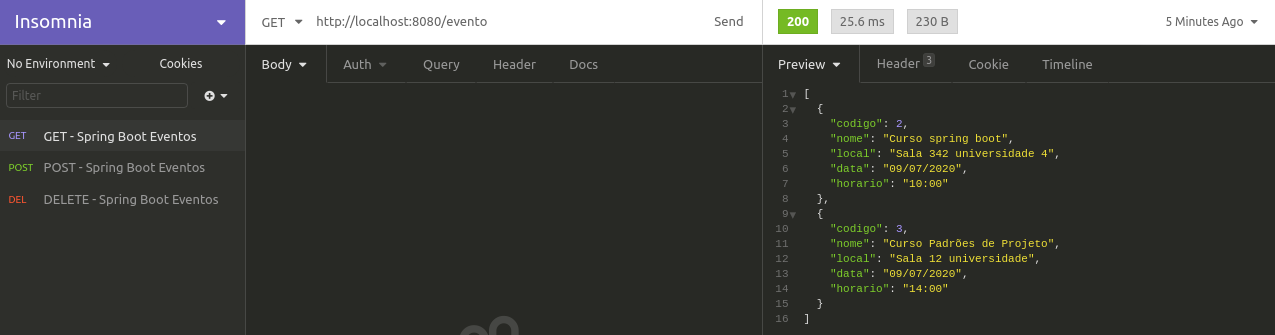 Insomnia
GET http://localhost:8080/evento Send
200 25.6 ms 230 B 5 Minutes Ago
No Environment Cookies
Filter
GET GET - Spring Boot Eventos
POST POST - Spring Boot Eventos
DEL DELETE - Spring Boot Eventos
Body Auth Query Header Docs
Preview Header 3 Cookie Timeline
1 [
2 {
3 "codigo": 2,
4 "nome": "Curso spring boot",
5 "local": "Sala 342 universidade 4",
6 "data": "09/07/2020",
7 "horario": "10:00"
8 },
9 {
10 "codigo": 3,
11 "nome": "Curso Padrões de Projeto",
12 "local": "Sala 12 universidade",
13 "data": "09/07/2020",
14 "horario": "14:00"
15 }
16 ]